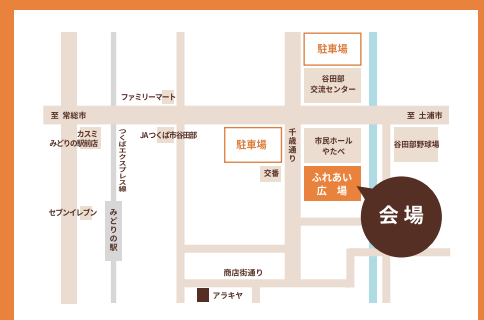 駐車場
谷田部
交流センター
ファミリーマート
至 常総市
至 土浦市
カスミ
みどりの駅前店
つくばエクスプレス線
JAつくば市谷田部
駐車場
千歳通り
市民ホール
やたべ
谷田部野球場
交番
ふれあい
広 場
会場
セブンイレブン
みどりの駅
商店街通り
アラキヤ